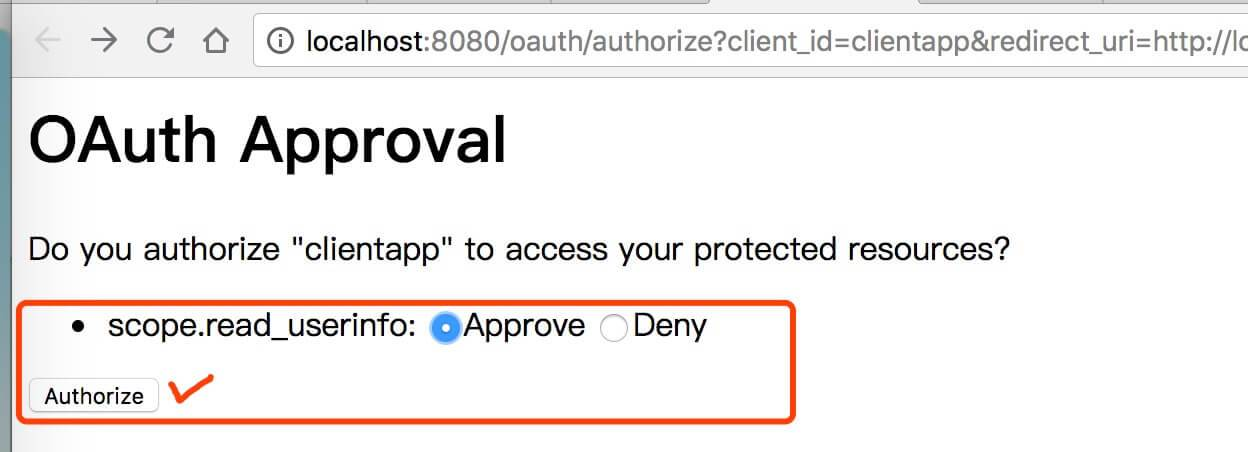 localhost:8080/oauth/authorize?client_id=clientapp&redirect_uri=http://lo
OAuth Approval
Do you authorize "clientapp" to access your protected resources?
• scope.read_userinfo: Approve Deny
Authorize